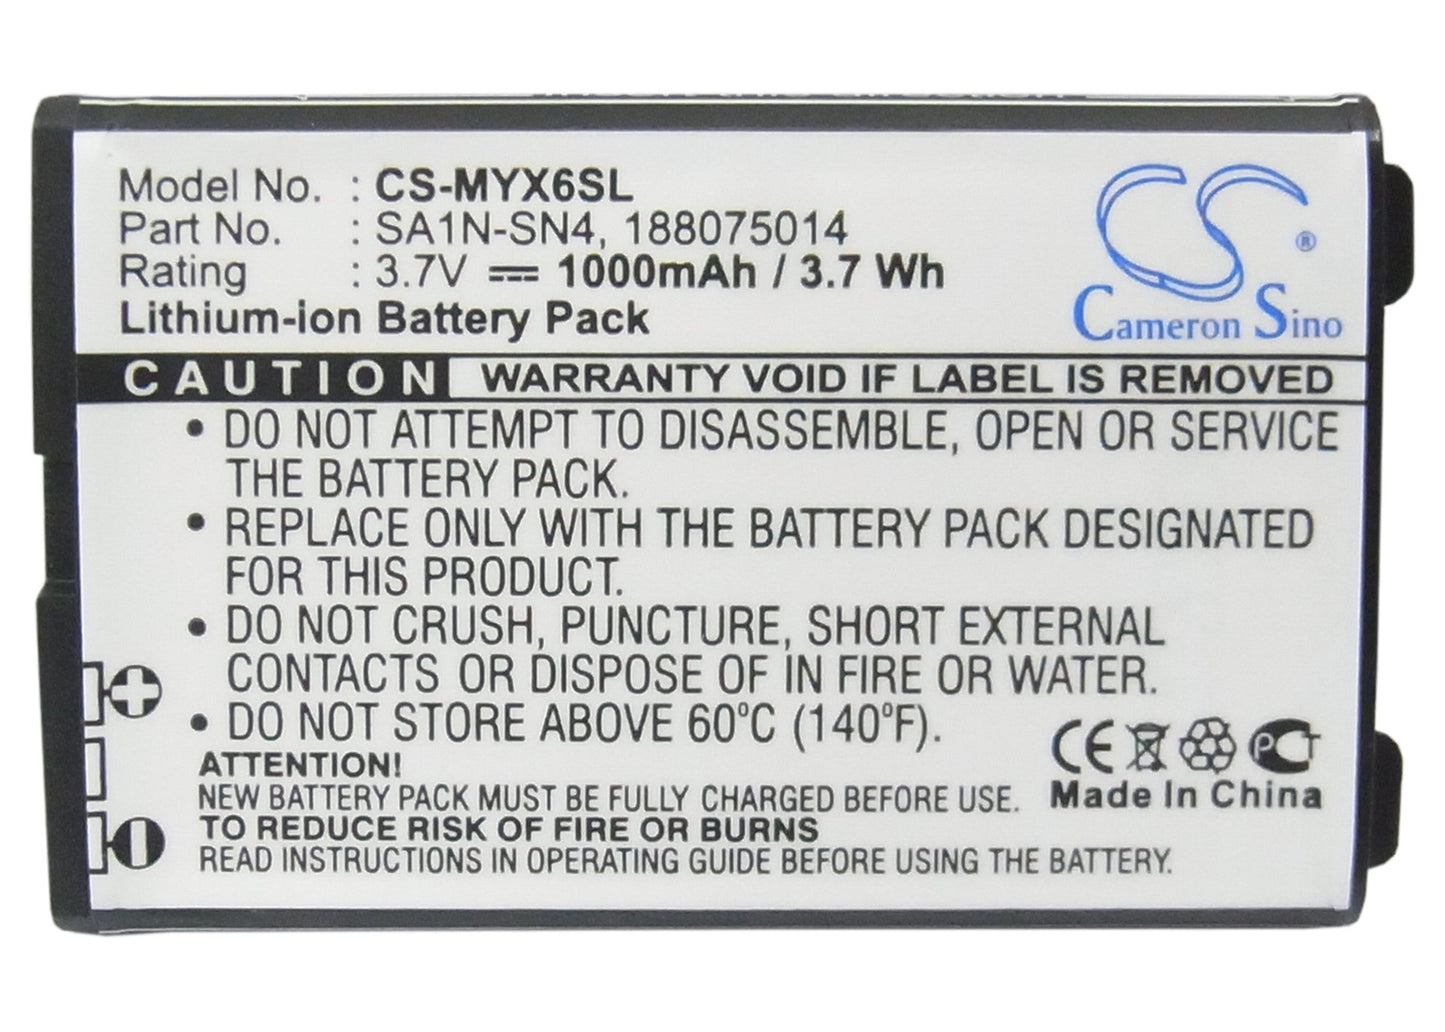 Model No. : CS-MYX6SL
Part No. : SA1N-SN4, 188075014
Rating : 3.7V 1000mAh / 3.7 Wh
Lithium-ion Battery Pack
CS ®
Cameron Sino
CAUTION WARRANTY VOID IF LABEL IS REMOVED
• DO NOT ATTEMPT TO DISASSEMBLE, OPEN OR SERVICE
THE BATTERY PACK.
• REPLACE ONLY WITH THE BATTERY PACK DESIGNATED
FOR THIS PRODUCT.
• DO NOT CRUSH, PUNCTURE, SHORT EXTERNAL
CONTACTS OR DISPOSE OF IN FIRE OR WATER.
• DO NOT STORE ABOVE 60°C (140°F).
ATTENTION!
NEW BATTERY PACK MUST BE FULLY CHARGED BEFORE USE.
TO REDUCE RISK OF FIRE OR BURNS
READ INSTRUCTIONS IN OPERATING GUIDE BEFORE USING THE BATTERY.
CE PCT
Made In China